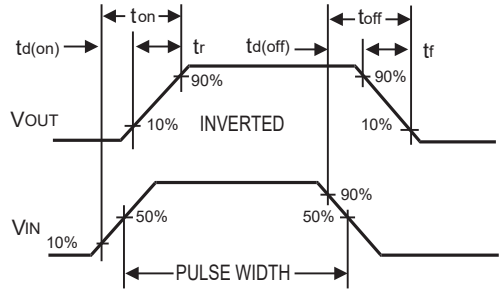 ton toff
td(on) tr td(off) tf
90% 90%
VOUT 10% INVERTED 10%
90%
VIN 50% 50%
10%
PULSE WIDTH